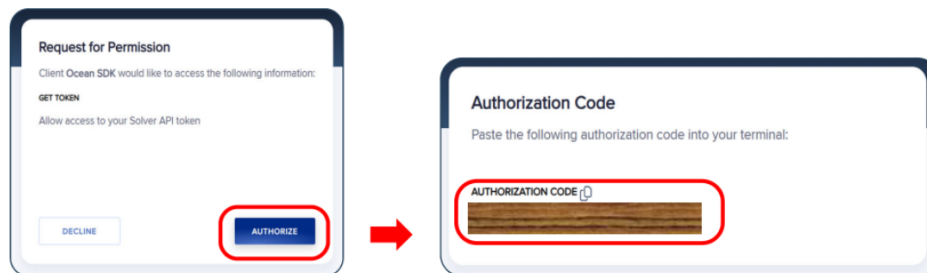 Request for Permission
Client Ocean SDK would like to access the following information:
GET TOKEN
Allow access to your Solver API token
DECLINE
AUTHORIZE
Authorization Code
Paste the following authorization code into your terminal:
AUTHORIZATION CODE